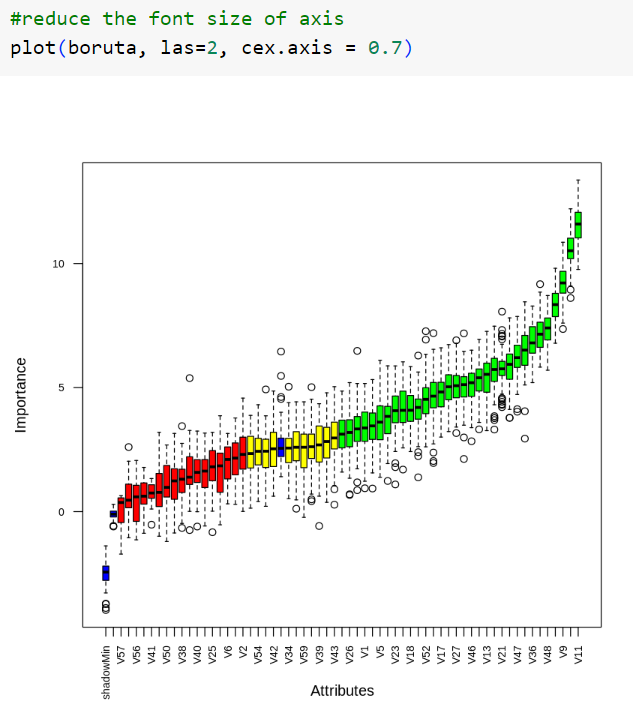 #reduce the font size of axis
plot(boruta, las=2, cex.axis = 0.7)
Importance
10
5
0
shadowMin
V57
V56
V41
V50
V38
V40
V25
V6
V2
V54
V42
V34
V59
V39
V43
V26
V1
V5
V23
V18
V52
V17
V27
V46
V13
V21
V47
V36
V48
V9
V11
Attributes